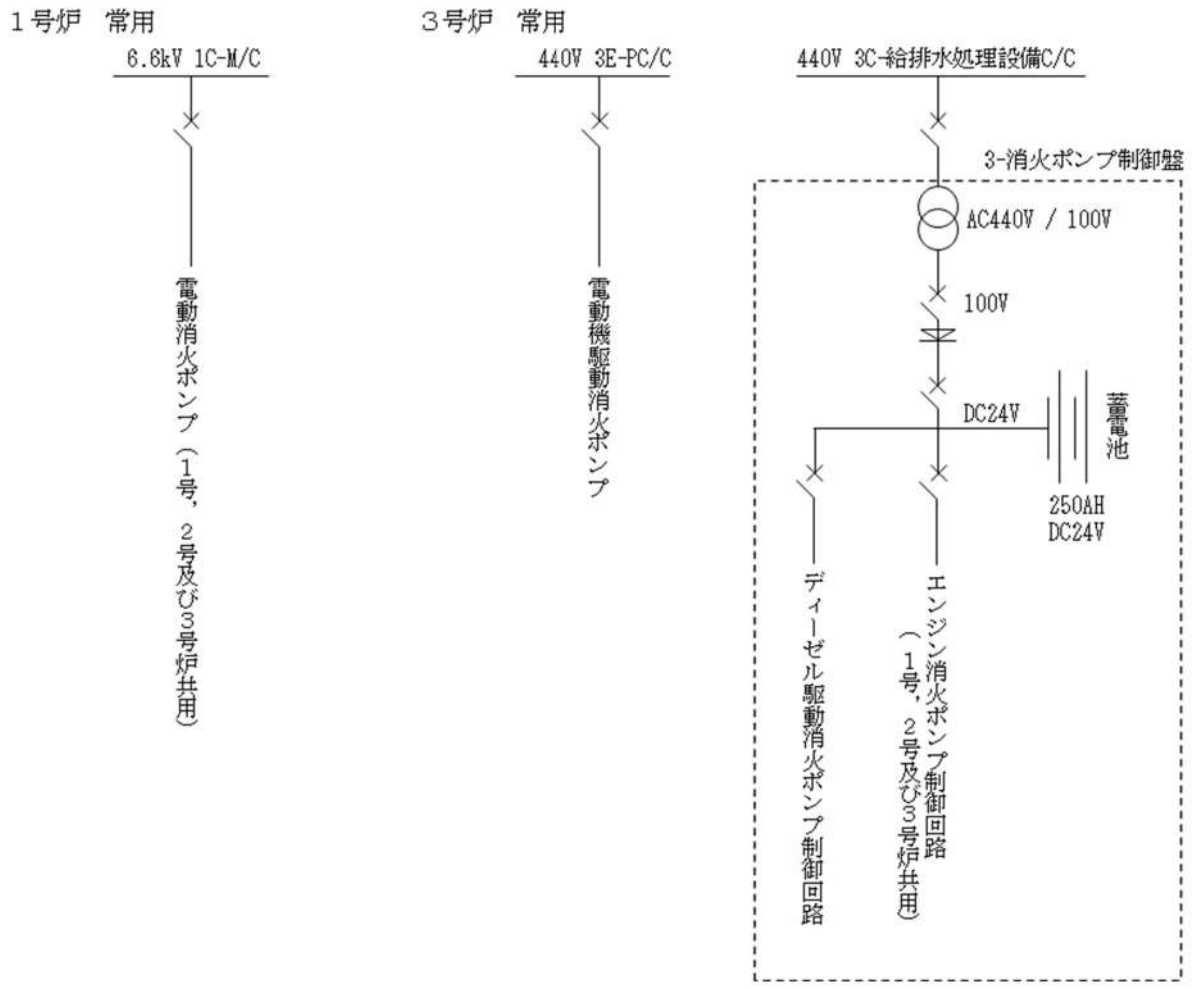 １号炉　常用
6.6kV 1C-M/C
電動消火ポンプ（１号，２号及び３号炉共用）
３号炉　常用
440V 3E-PC/C
電動機駆動消火ポンプ
440V 3C-給排水処理設備C/C
3-消火ポンプ制御盤
AC440V / 100V
100V
DC24V
蓄電池
250AH
DC24V
ディーゼル駆動消火ポンプ制御回路
エンジン消火ポンプ制御回路
（１号，２号及び３号炉共用）